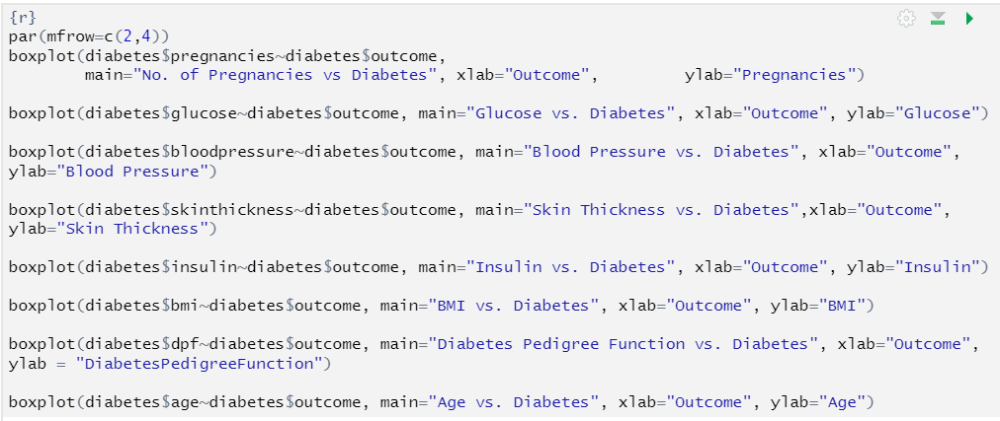 {r}
par(mfrow=c(2,4))
boxplot(diabetes$pregnancies~diabetes$outcome,
        main="No. of Pregnancies vs Diabetes", xlab="Outcome",         ylab="Pregnancies")
boxplot(diabetes$glucose~diabetes$outcome, main="Glucose vs. Diabetes", xlab="Outcome", ylab="Glucose")
boxplot(diabetes$bloodpressure~diabetes$outcome, main="Blood Pressure vs. Diabetes", xlab="Outcome",
ylab="Blood Pressure")
boxplot(diabetes$skinthickness~diabetes$outcome, main="Skin Thickness vs. Diabetes",xlab="Outcome",
ylab="Skin Thickness")
boxplot(diabetes$insulin~diabetes$outcome, main="Insulin vs. Diabetes", xlab="Outcome", ylab="Insulin")
boxplot(diabetes$bmi~diabetes$outcome, main="BMI vs. Diabetes", xlab="Outcome", ylab="BMI")
boxplot(diabetes$dpf~diabetes$outcome, main="Diabetes Pedigree Function vs. Diabetes", xlab="Outcome",
ylab = "DiabetesPedigreeFunction")
boxplot(diabetes$age~diabetes$outcome, main="Age vs. Diabetes", xlab="Outcome", ylab="Age")